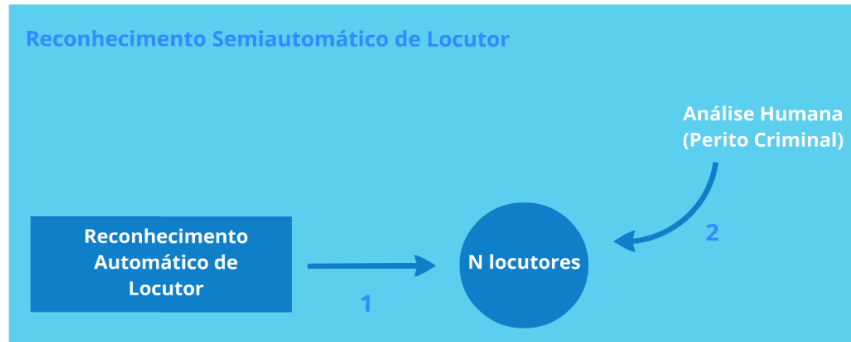 Reconhecimento Semiautomático de Locutor
Análise Humana
(Perito Criminal)
Reconhecimento
Automático de
Locutor
1
N locutores
2